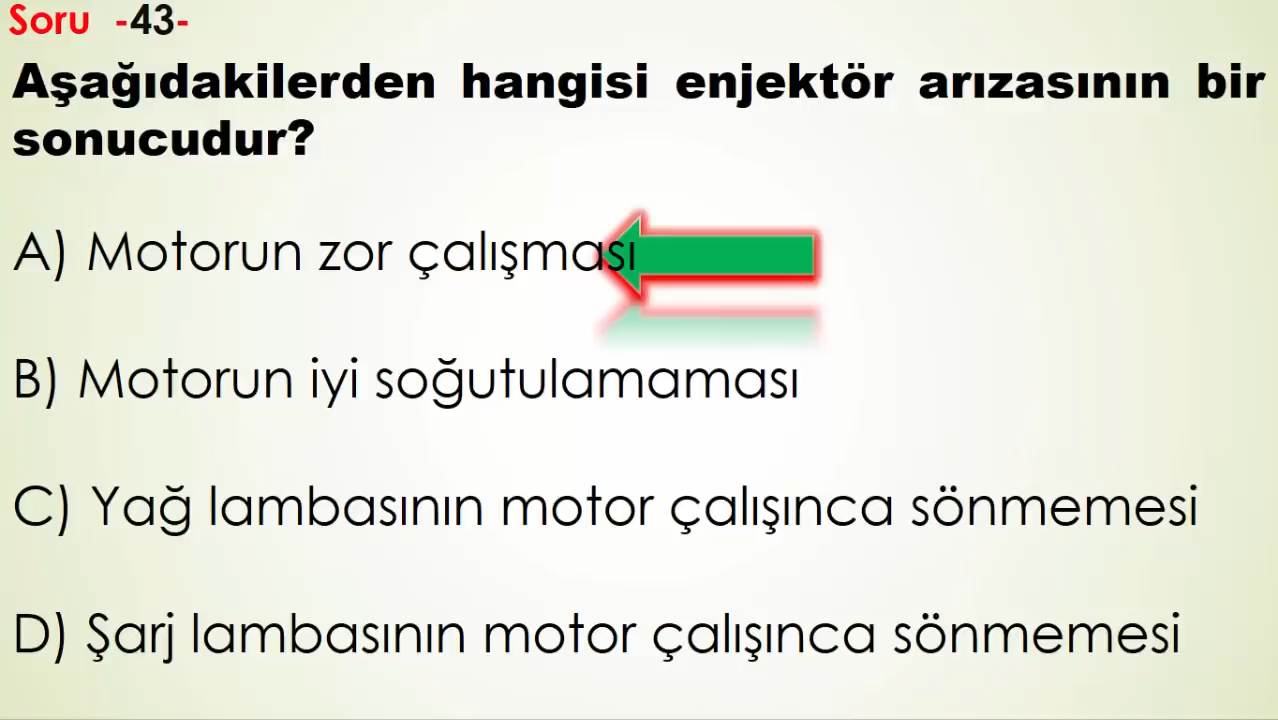 Soru -43-
Aşağıdakilerden hangisi enjektör arızasının bir
sonucudur?
A) Motorun zor çalışması
B) Motorun iyi soğutulamaması
C) Yağ lambasının motor çalışınca sönmemesi
D) Şarj lambasının motor çalışınca sönmemesi